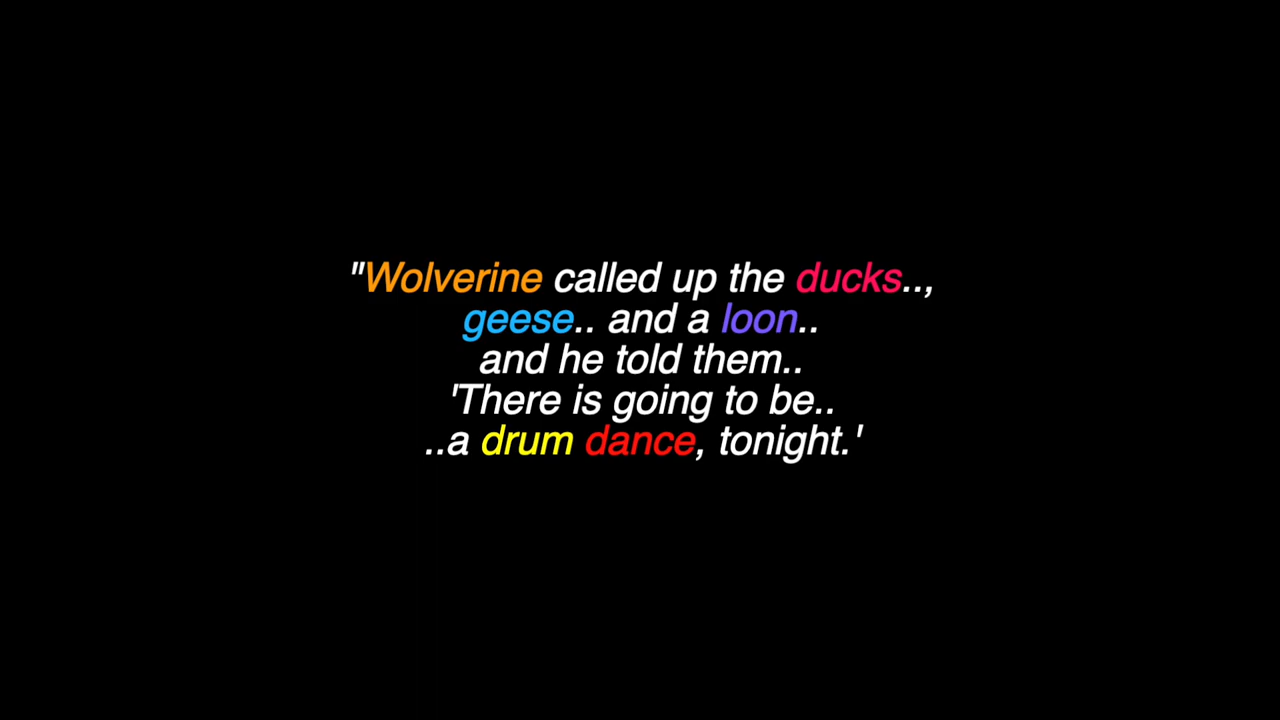 "Wolverine called up the ducks..,
geese.. and a loon..
and he told them..
'There is going to be..
..a drum dance, tonight.'